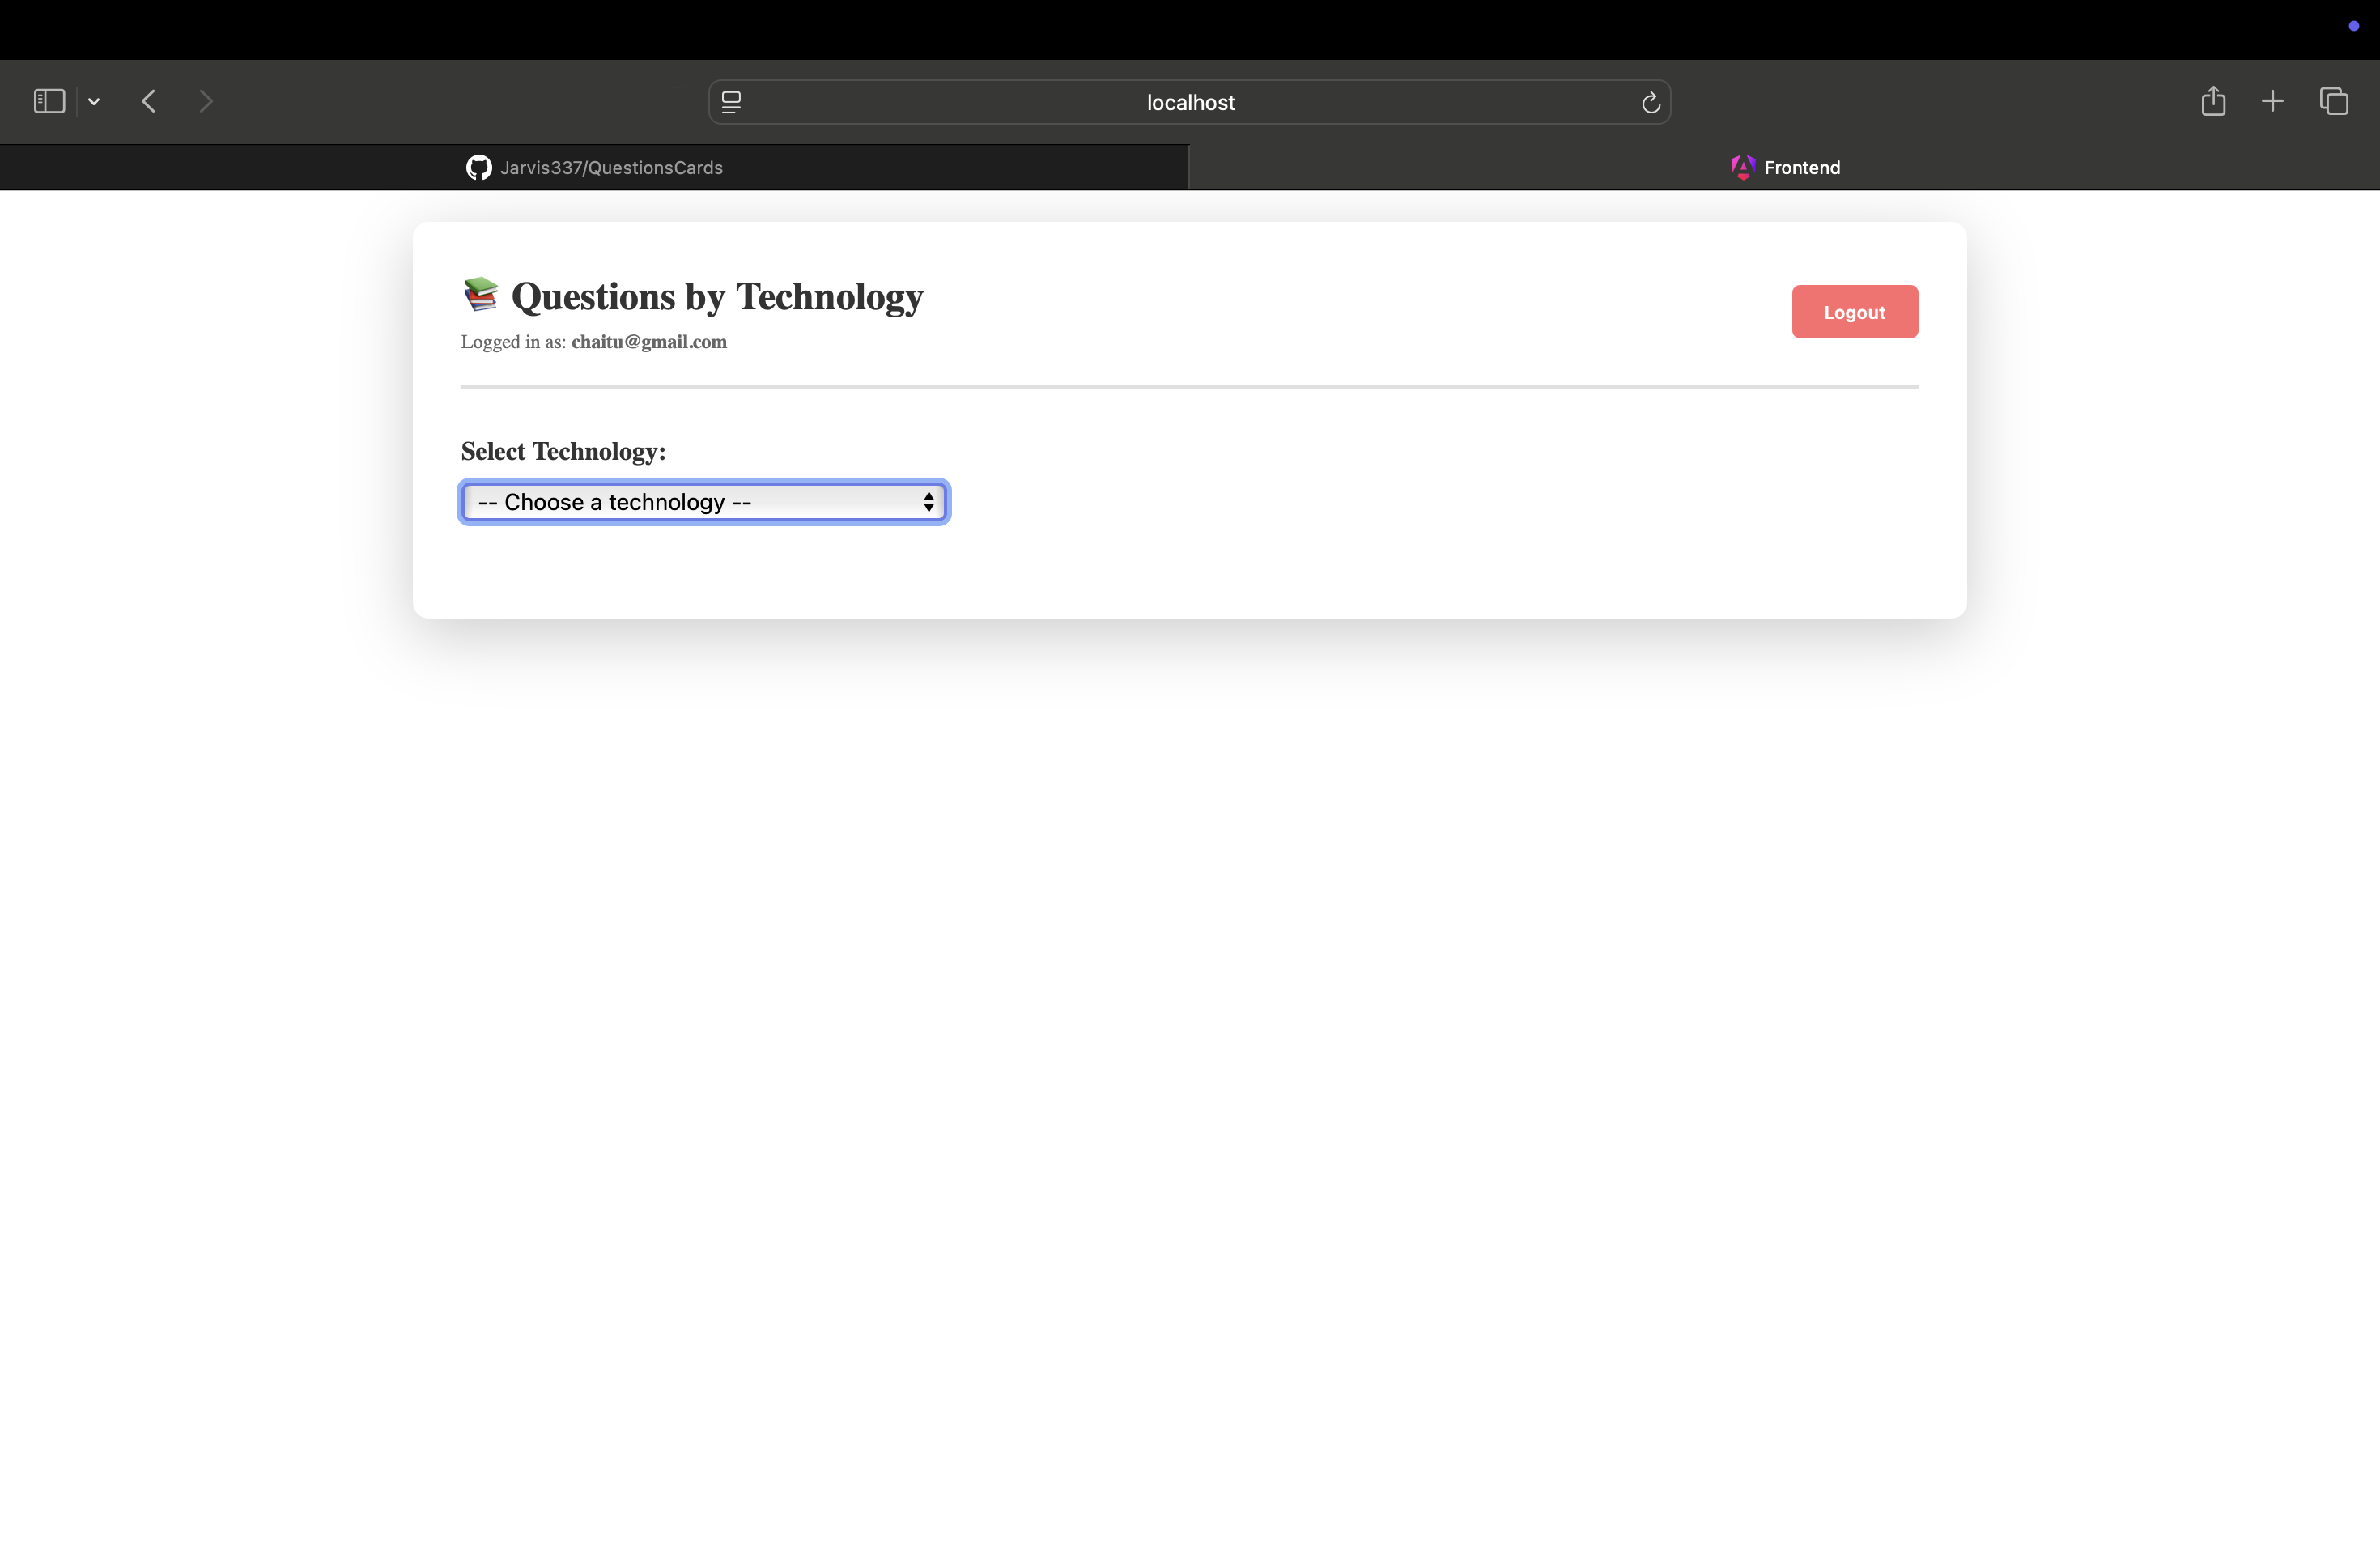 localhost
Jarvis337/QuestionsCards
Frontend
📚 Questions by Technology
Logout
Logged in as: chaitu@gmail.com
Select Technology:
-- Choose a technology --